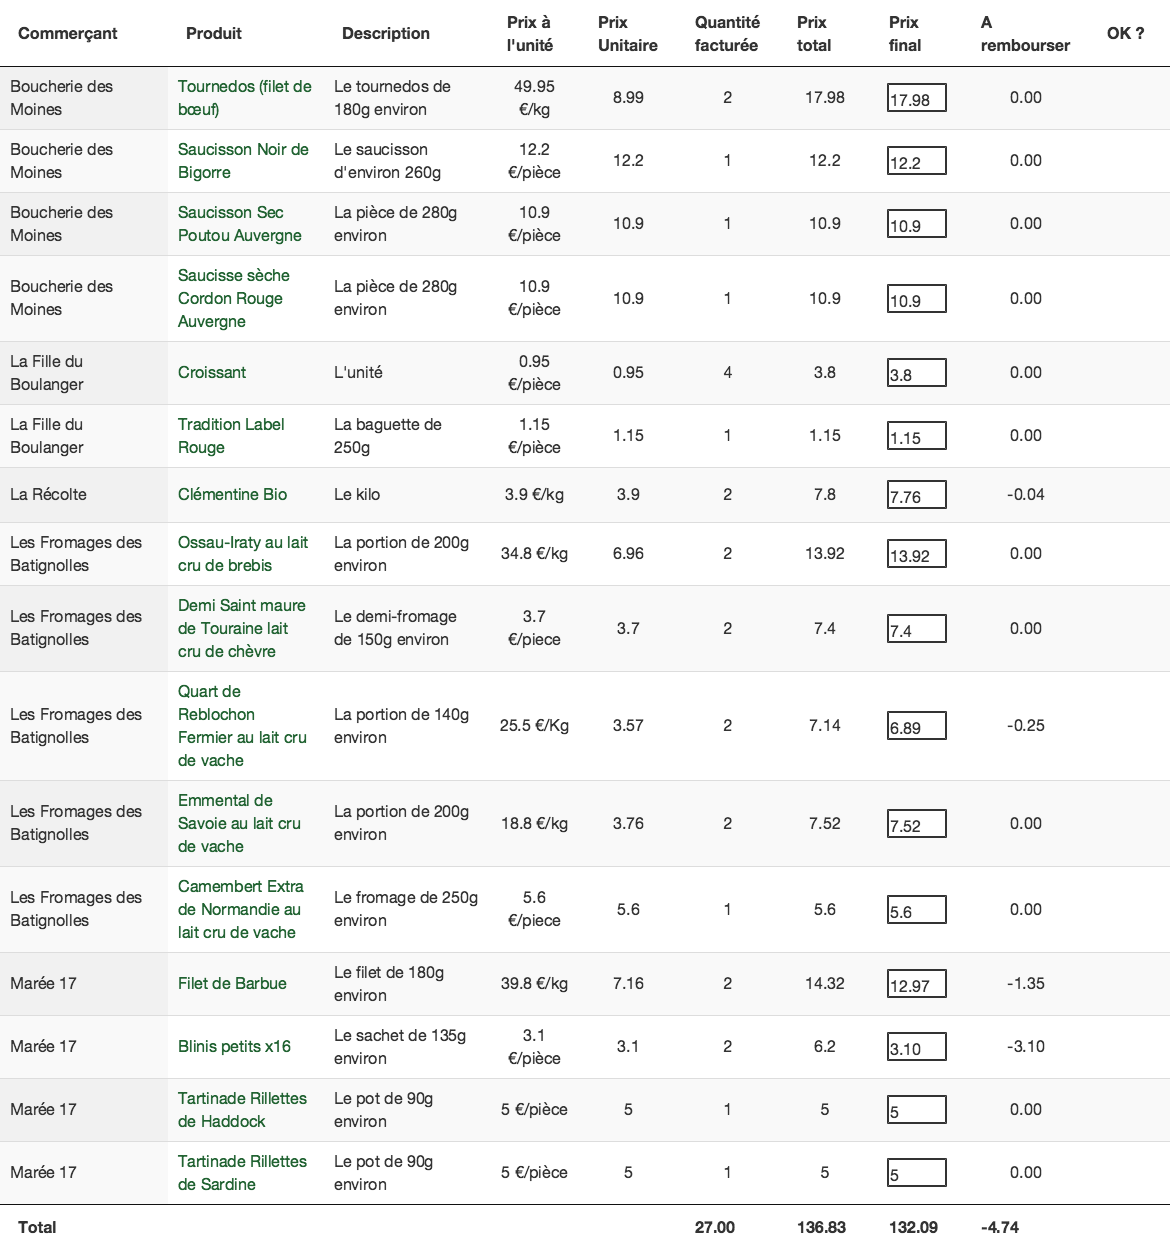 Commerçant Produit Description Prix à l'unité Prix Unitaire Quantité facturée Prix total Prix final A rembourser OK ?
Boucherie des Moines Tournedos (filet de bœuf) Le tournedos de 180g environ 49.95 €/kg 8.99 2 17.98 17.98 0.00
Boucherie des Moines Saucisson Noir de Bigorre Le saucisson d'environ 260g 12.2 €/pièce 12.2 1 12.2 12.2 0.00
Boucherie des Moines Saucisson Sec Poutou Auvergne La pièce de 280g environ 10.9 €/pièce 10.9 1 10.9 10.9 0.00
Boucherie des Moines Saucisse sèche Cordon Rouge Auvergne La pièce de 280g environ 10.9 €/pièce 10.9 1 10.9 10.9 0.00
La Fille du Boulanger Croissant L'unité 0.95 €/pièce 0.95 4 3.8 3.8 0.00
La Fille du Boulanger Tradition Label Rouge La baguette de 250g 1.15 €/pièce 1.15 1 1.15 1.15 0.00
La Récolte Clémentine Bio Le kilo 3.9 €/kg 3.9 2 7.8 7.76 -0.04
Les Fromages des Batignolles Ossau-Iraty au lait cru de brebis La portion de 200g environ 34.8 €/kg 6.96 2 13.92 13.92 0.00
Les Fromages des Batignolles Demi Saint maure de Touraine lait cru de chèvre Le demi-fromage de 150g environ 3.7 €/piece 3.7 2 7.4 7.4 0.00
Les Fromages des Batignolles Quart de Reblochon Fermier au lait cru de vache La portion de 140g environ 25.5 €/Kg 3.57 2 7.14 6.89 -0.25
Les Fromages des Batignolles Emmental de Savoie au lait cru de vache La portion de 200g environ 18.8 €/kg 3.76 2 7.52 7.52 0.00
Les Fromages des Batignolles Camembert Extra de Normandie au lait cru de vache Le fromage de 250g environ 5.6 €/piece 5.6 1 5.6 5.6 0.00
Marée 17 Filet de Barbue Le filet de 180g environ 39.8 €/kg 7.16 2 14.32 12.97 -1.35
Marée 17 Blinis petits x16 Le sachet de 135g environ 3.1 €/pièce 3.1 2 6.2 3.10 -3.10
Marée 17 Tartinade Rillettes de Haddock Le pot de 90g environ 5 €/pièce 5 1 5 5 0.00
Marée 17 Tartinade Rillettes de Sardine Le pot de 90g environ 5 €/pièce 5 1 5 5 0.00
Total 27.00 136.83 132.09 -4.74